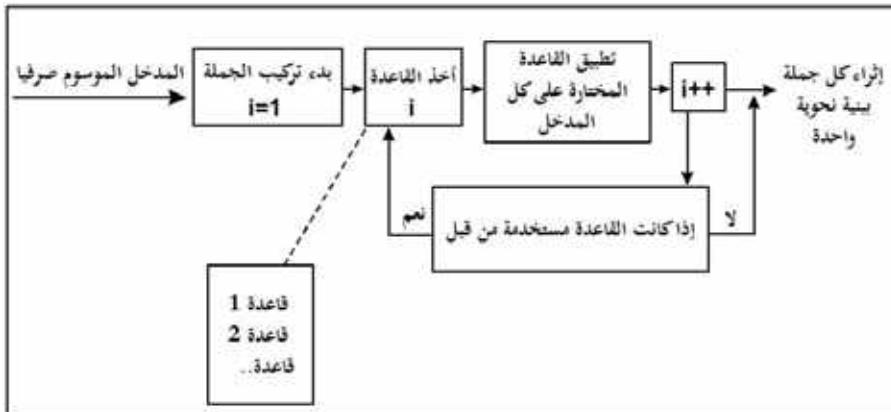 المدخل الموسوم صرفيا
بدء تركيب الجملة
i=1
أخذ القاعدة
i
تطبيق القاعدة
المختارة على كل
المدخل
i++
إثراء كل جملة
ببنية نحوية
واحدة
إذا كانت القاعدة مستخدمة من قبل
نعم
لا
قاعدة 1
قاعدة 2
قاعدة..